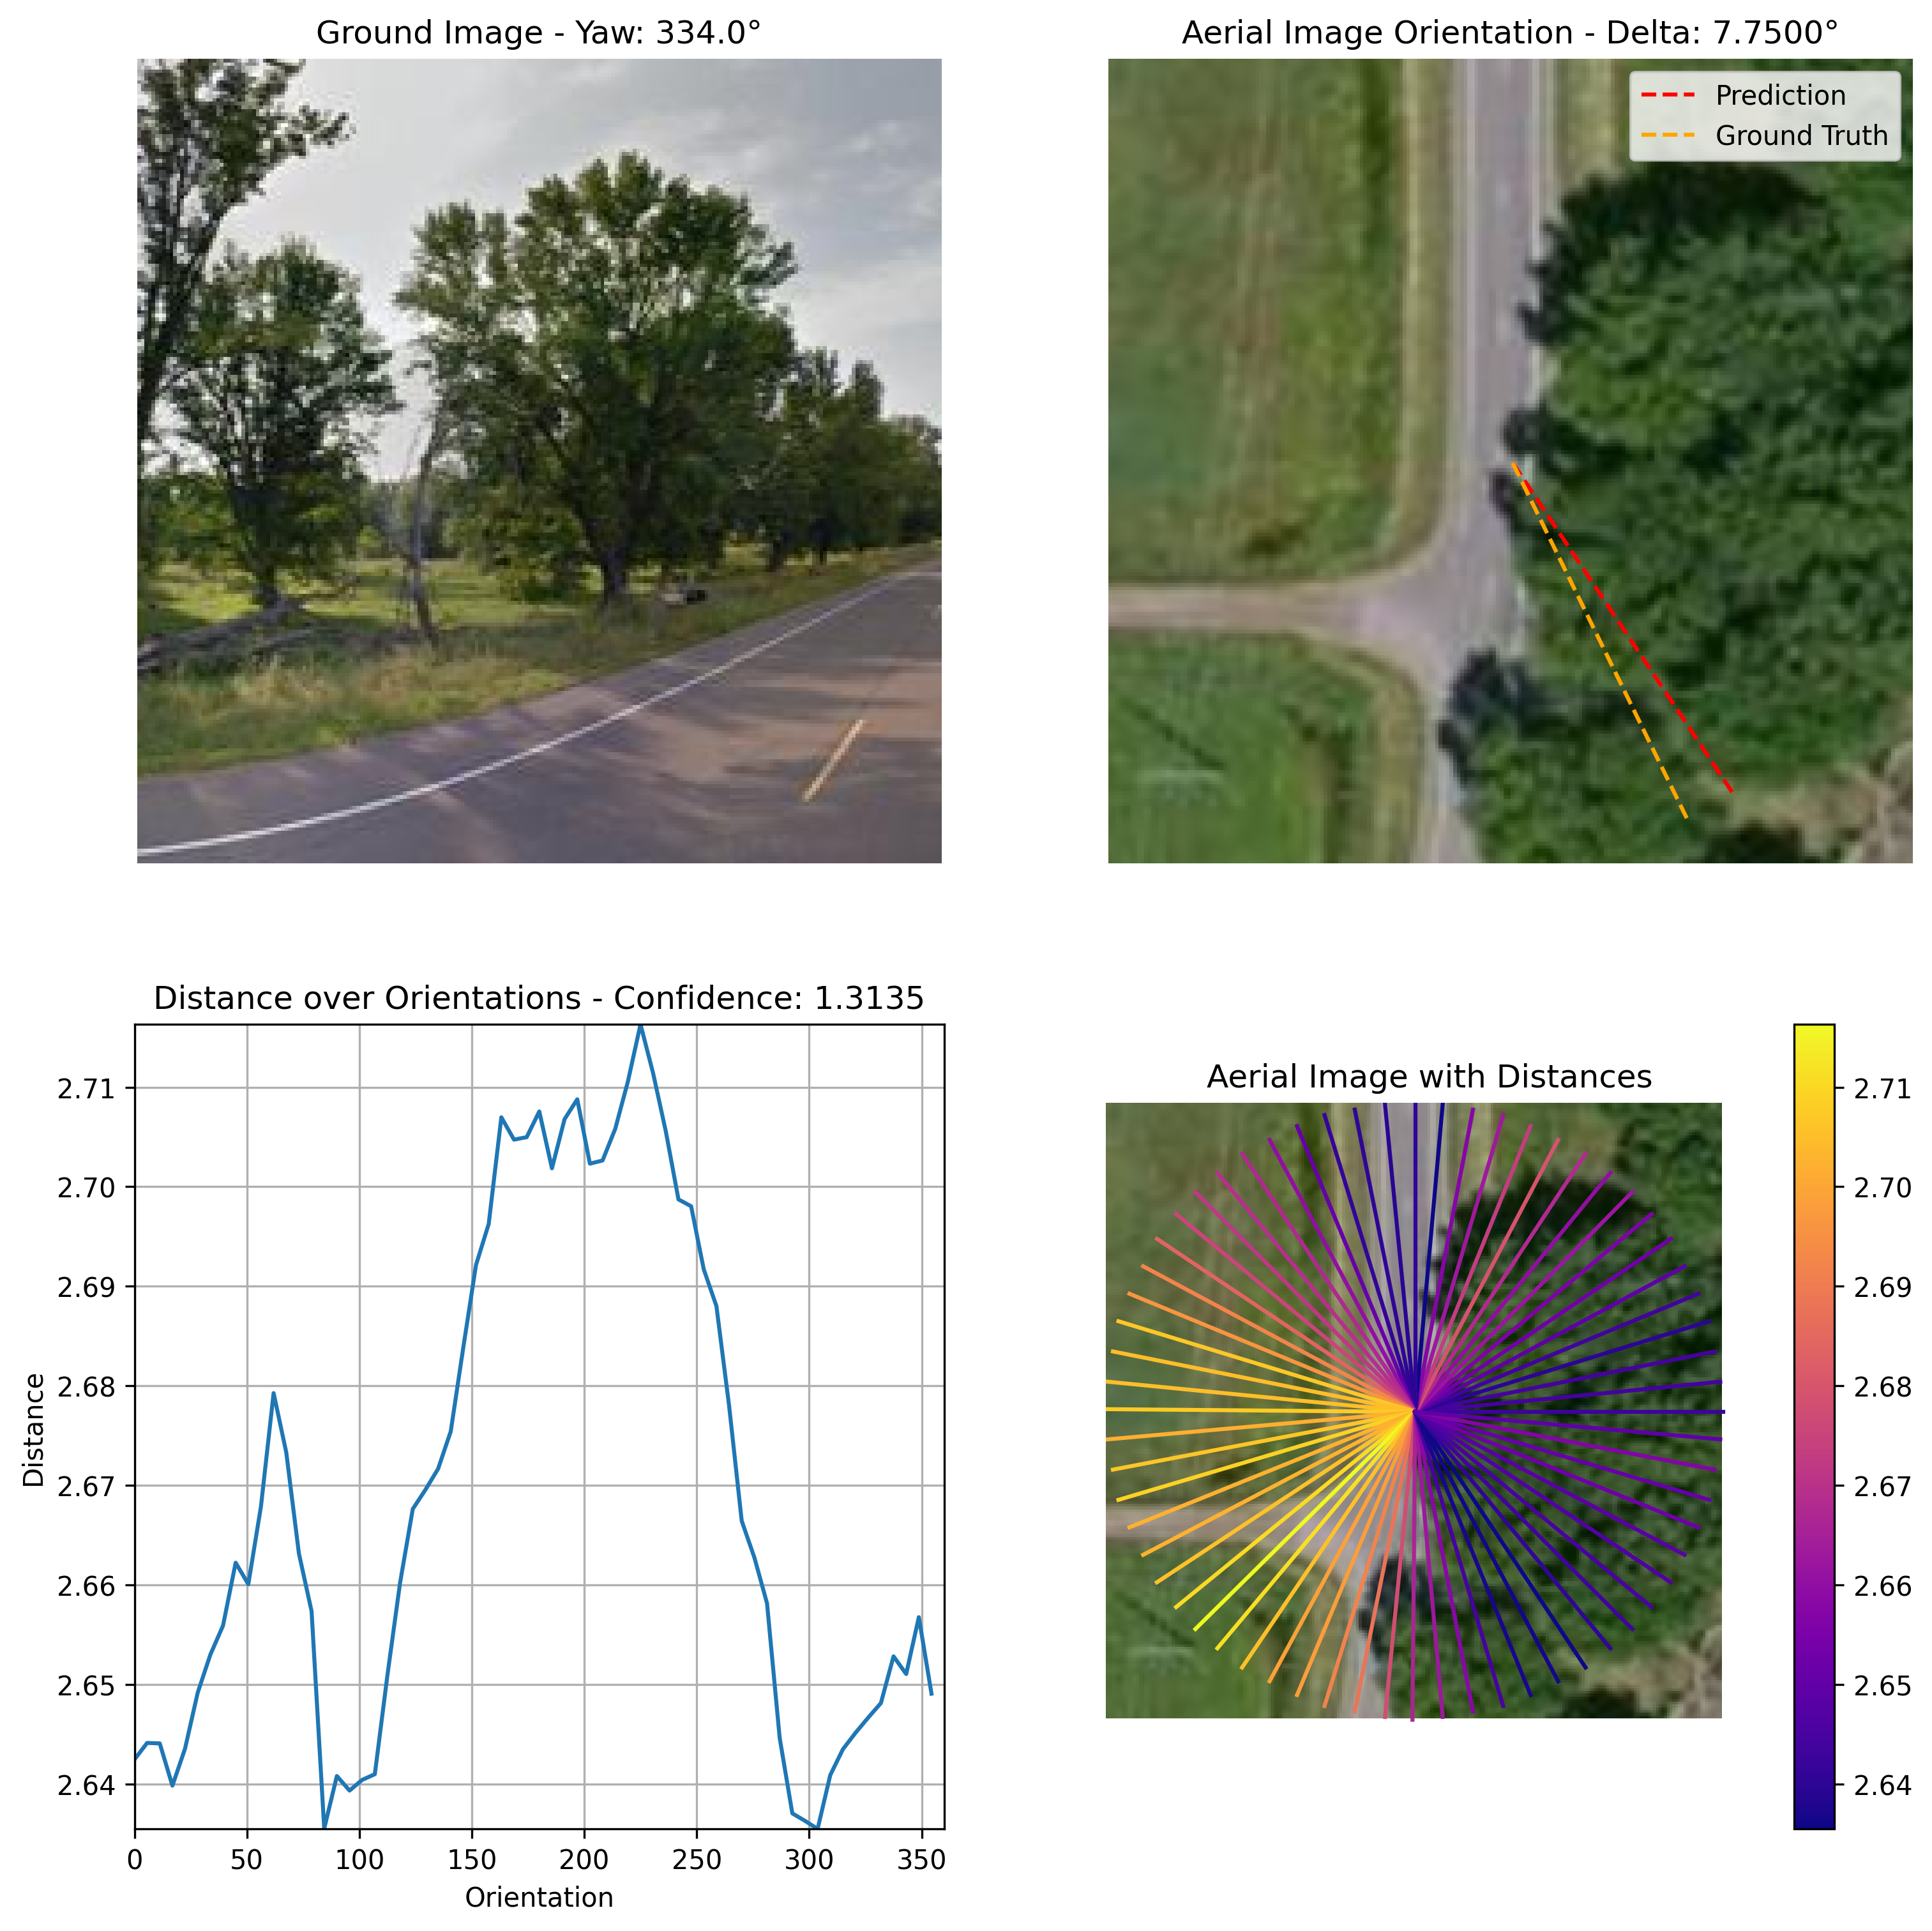 Ground Image - Yaw: 334.0°
Aerial Image Orientation - Delta: 7.7500°
Prediction
Ground Truth
Distance over Orientations - Confidence: 1.3135
2.71
2.70
2.69
2.68
2.67
2.66
2.65
2.64
Distance
0 50 100 150 200 250 300 350
Orientation
Aerial Image with Distances
2.71
2.70
2.69
2.68
2.67
2.66
2.65
2.64